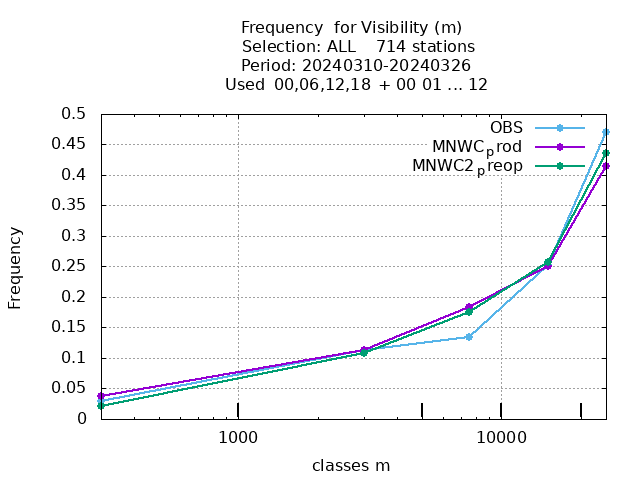 Frequency  for Visibility (m)
Selection: ALL    714 stations
Period: 20240310-20240326
Used  00,06,12,18 + 00 01 ... 12
0.5
0.45
0.4
0.35
0.3
0.25
0.2
0.15
0.1
0.05
0
Frequency
OBS
MNWCprod
MNWC2preop
1000
10000
classes m